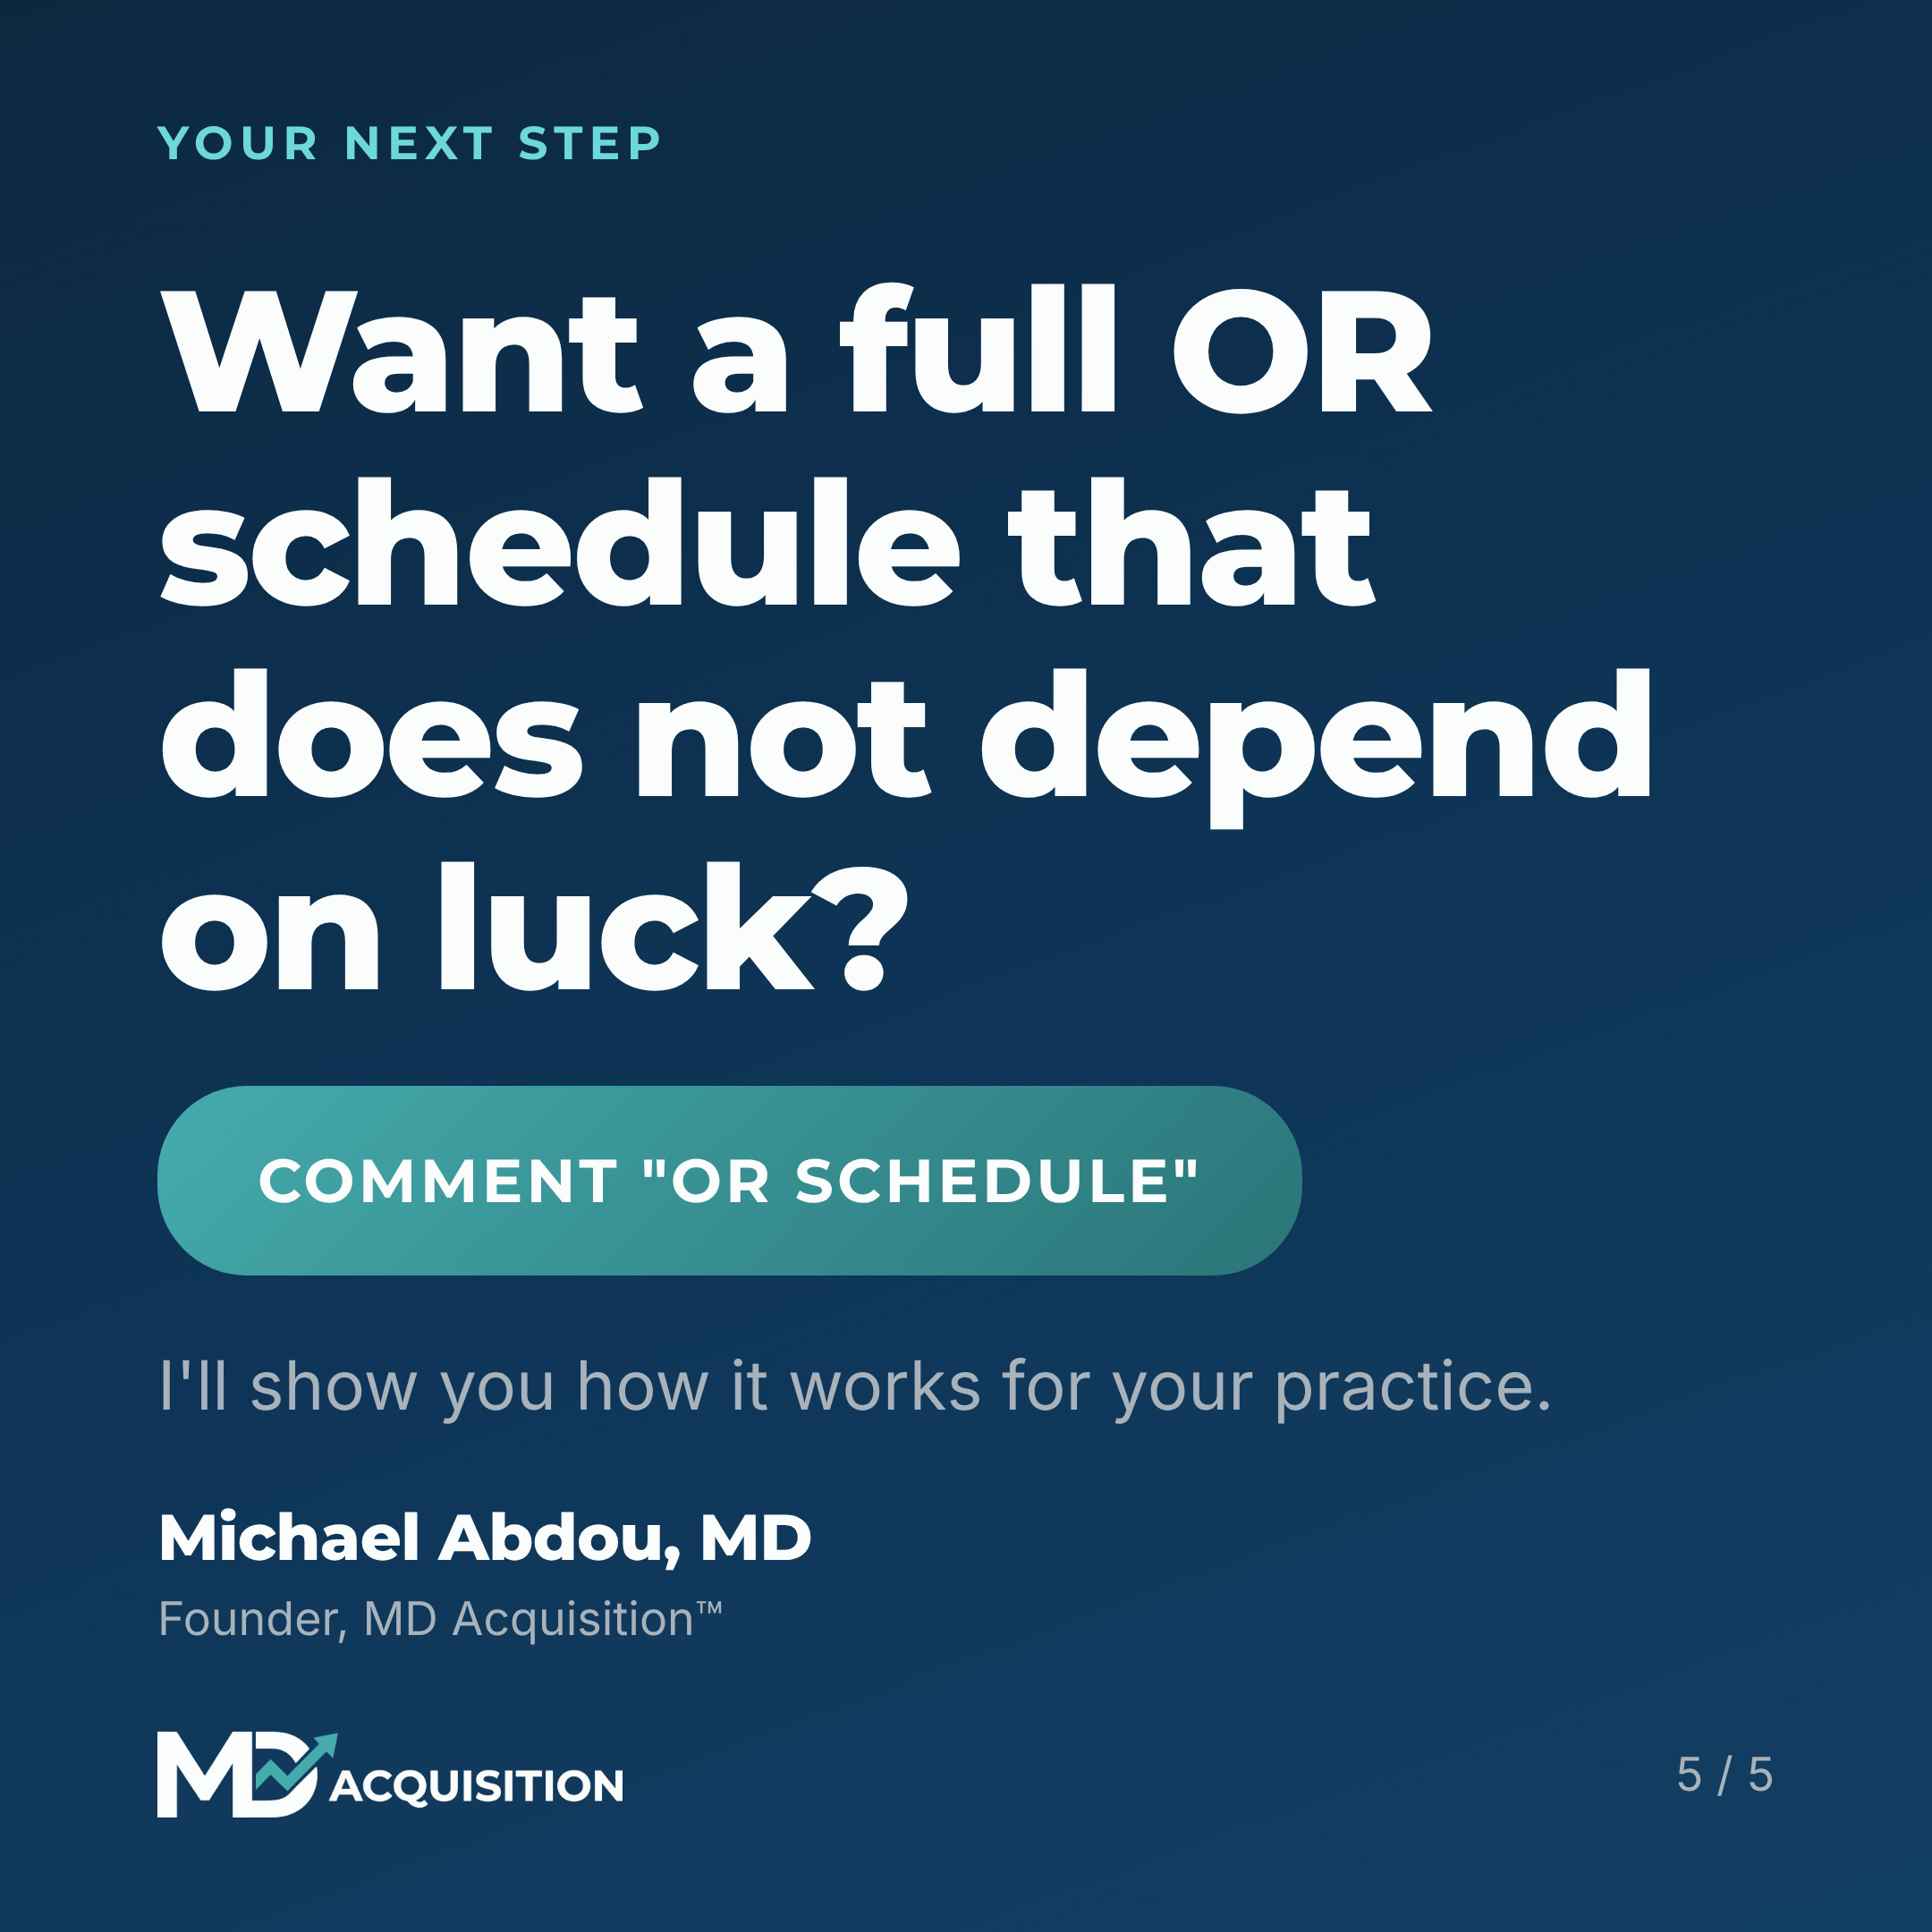 YOUR NEXT STEP
Want a full OR
schedule that
does not depend
on luck?
COMMENT "OR SCHEDULE"
I'll show you how it works for your practice.
Michael Abdou, MD
Founder, MD Acquisition™
MD ACQUISITION
5 / 5